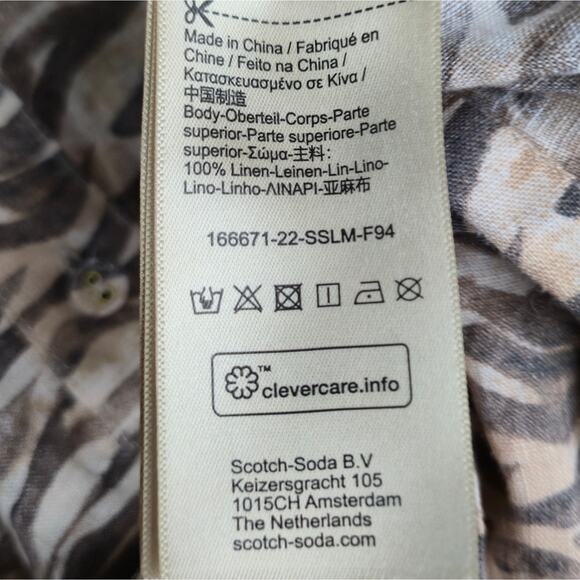 Made in China / Fabriqué en
Chine / Feito na China /
Κατασκευασμένο σε Κίνα /
中国制造
Body-Oberteil-Corps-Parte
superior-Parte superiore-Parte
superior-Σώμα-主料:
100% Linen-Leinen-Lin-Lino-
Lino-Linho-ΛΙΝΑΡΙ-亚麻布
166671-22-SSLM-F94
TM
clevercare.info
Scotch-Soda B.V
Keizersgracht 105
1015CH Amsterdam
The Netherlands
scotch-soda.com